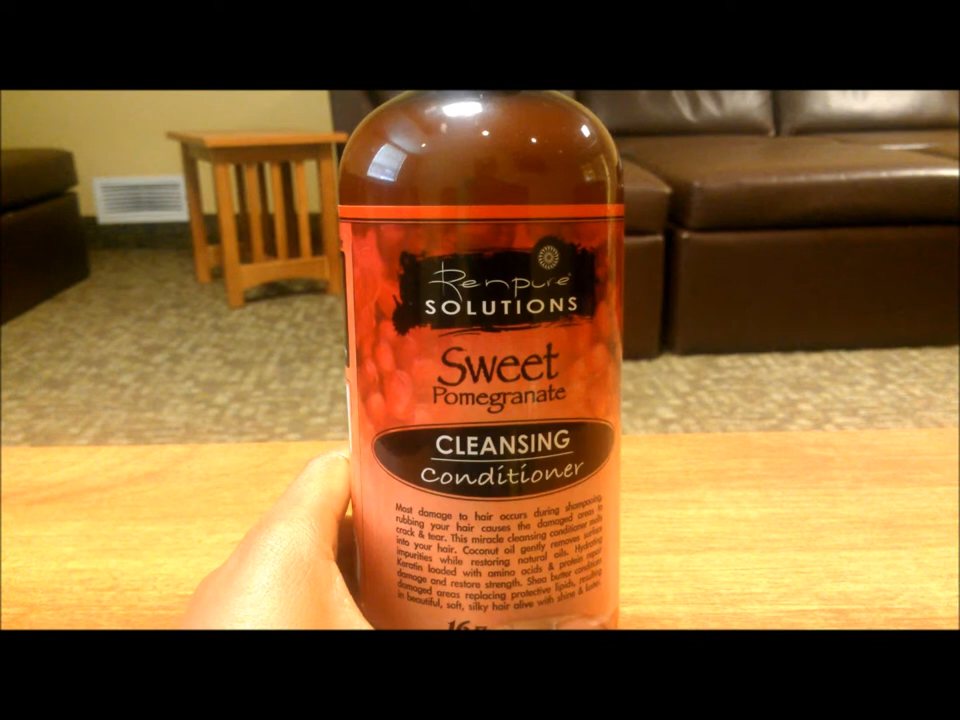 Renpure
SOLUTIONS
Sweet
Pomegranate
CLEANSING
Conditioner
Most damage to hair occurs during shampooing,
rubbing your hair causes the damaged areas to
crack & tear. This miracle cleansing conditioner melts
into your hair. Coconut oil gently removes surface
impurities while restoring natural oils. Hydrating
Keratin loaded with amino acids & protein repair
damage and restore strength. Shea butter conditions
damaged areas replacing protective lipids, resulting
in beautiful, soft, silky hair alive with shine &
16